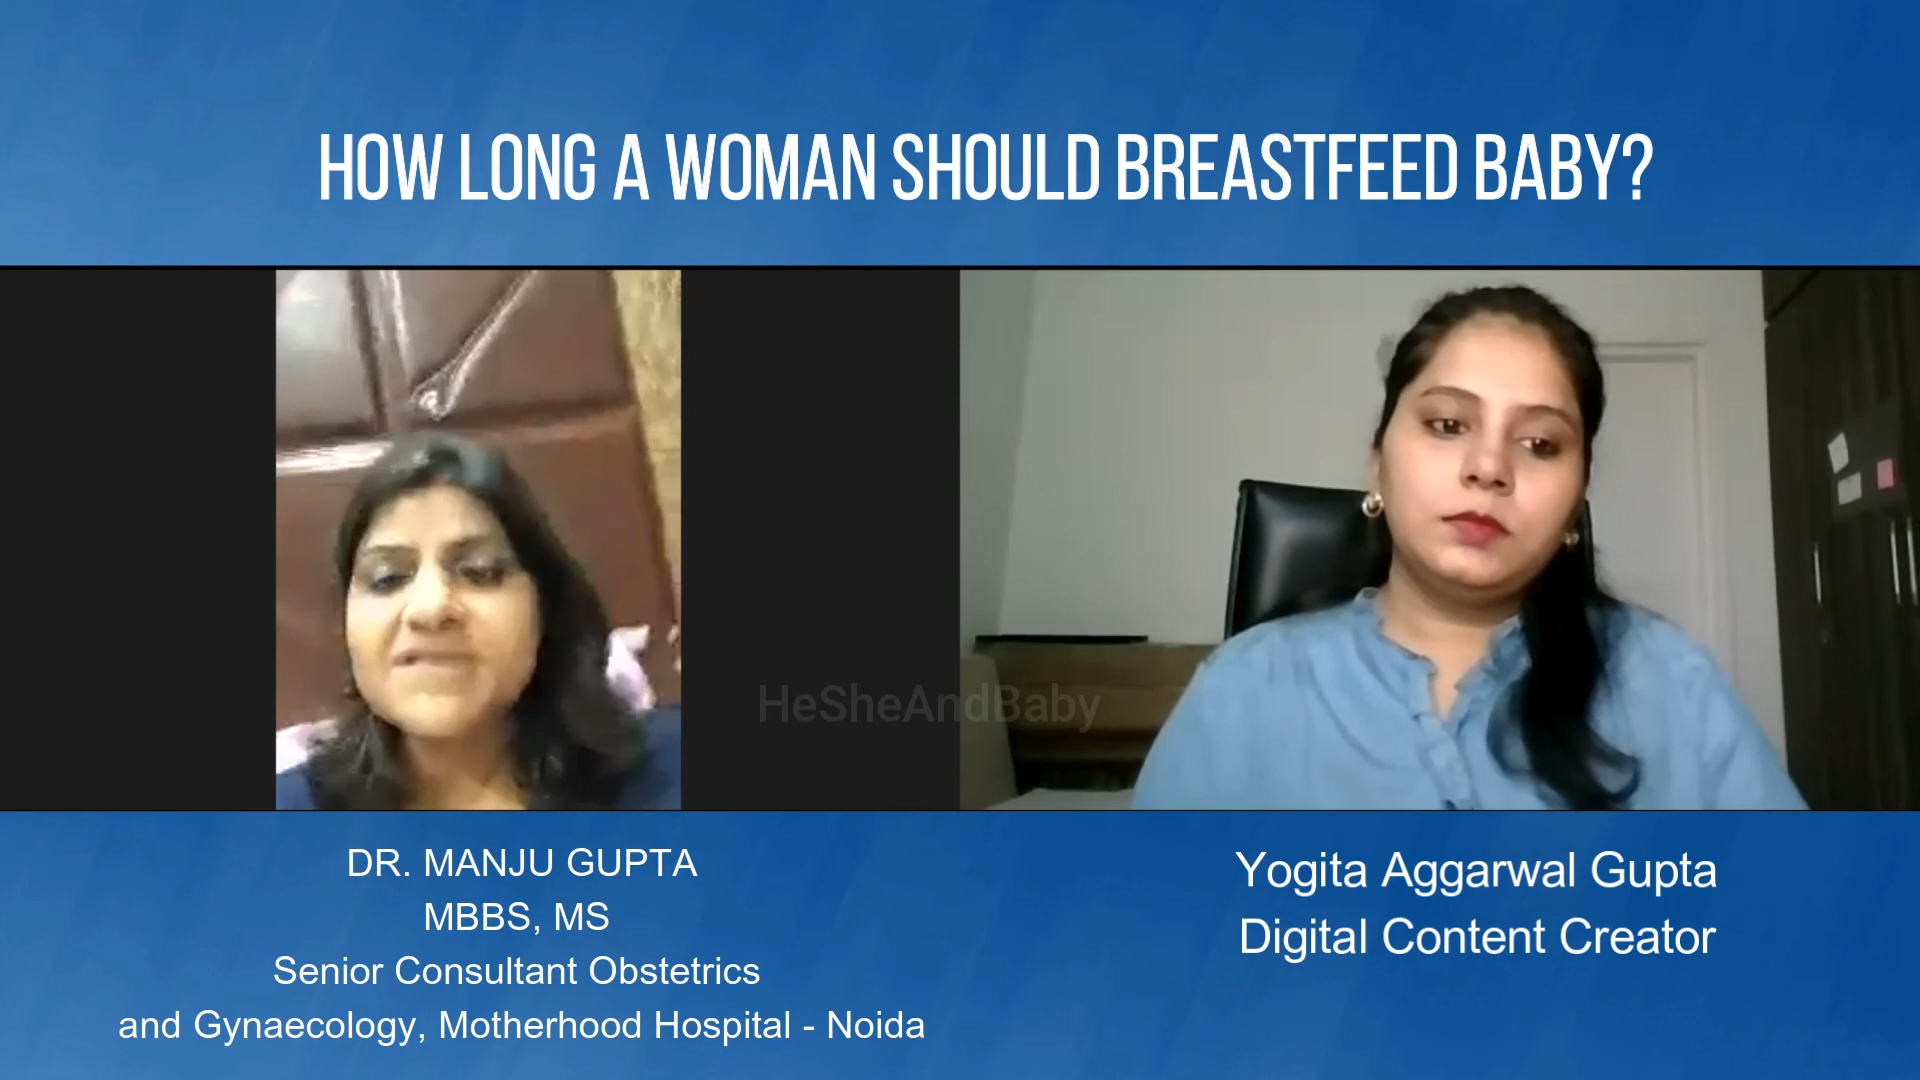 HOW LONG A WOMAN SHOULD BREASTFEED BABY?
HeSheAndBaby
DR. MANJU GUPTA
MBBS, MS
Senior Consultant Obstetrics
and Gynaecology, Motherhood Hospital - Noida
Yogita Aggarwal Gupta
Digital Content Creator